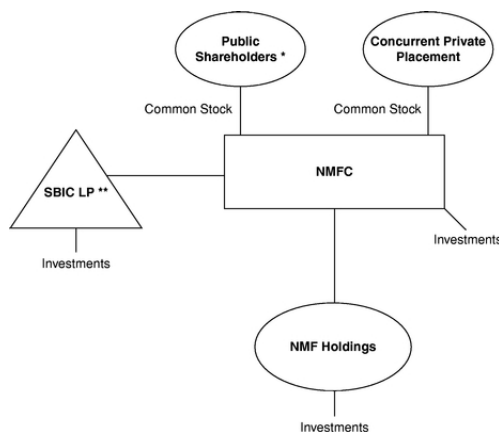 Public
Shareholders *
Concurrent Private
Placement
Common Stock
Common Stock
NMFC
SBIC LP **
Investments
Investments
NMF Holdings
Investments